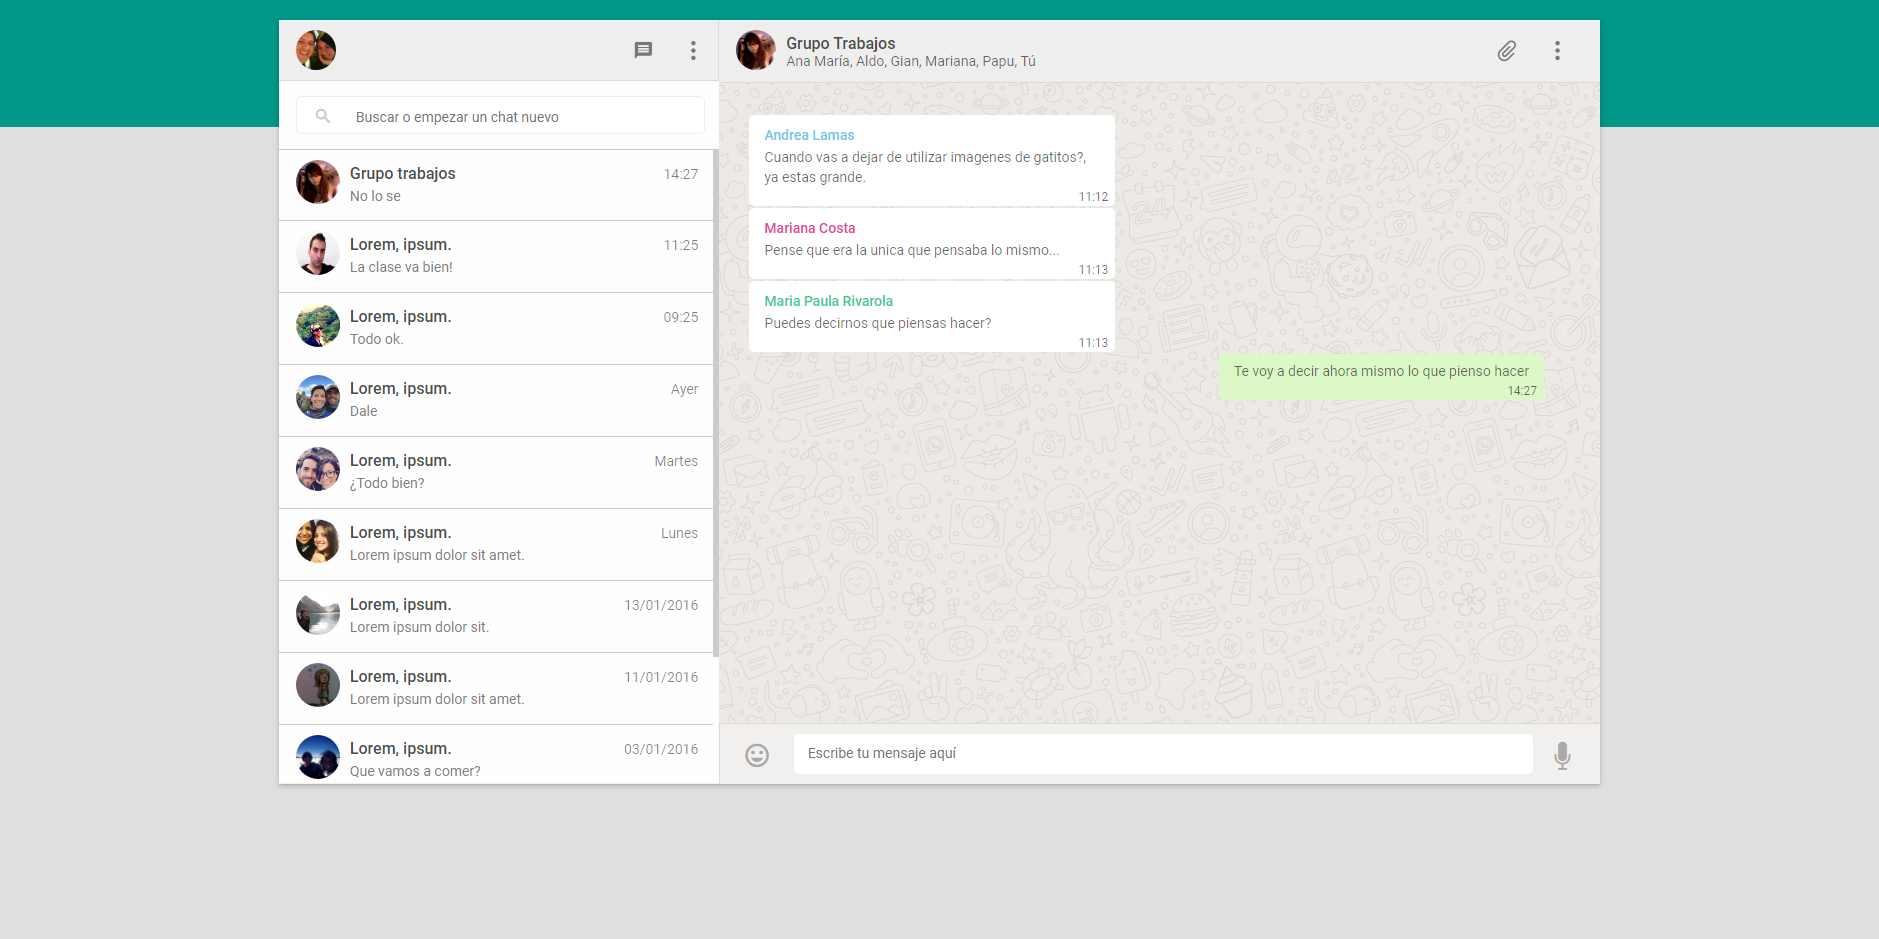 Buscar o empezar un chat nuevo
Grupo trabajos
14:27
No lo se
Lorem, ipsum.
11:25
La clase va bien!
Lorem, ipsum.
09:25
Todo ok.
Lorem, ipsum.
Ayer
Dale
Lorem, ipsum.
Martes
¿Todo bien?
Lorem, ipsum.
Lunes
Lorem ipsum dolor sit amet.
Lorem, ipsum.
13/01/2016
Lorem ipsum dolor sit.
Lorem, ipsum.
11/01/2016
Lorem ipsum dolor sit amet.
Lorem, ipsum.
03/01/2016
Que vamos a comer?
Grupo Trabajos
Ana María, Aldo, Gian, Mariana, Papu, Tú
Andrea Lamas
Cuando vas a dejar de utilizar imagenes de gatitos?,
ya estas grande.
11:12
Mariana Costa
Pense que era la unica que pensaba lo mismo...
11:13
Maria Paula Rivarola
Puedes decirnos que piensas hacer?
11:13
Te voy a decir ahora mismo lo que pienso hacer
14:27
Escribe tu mensaje aquí